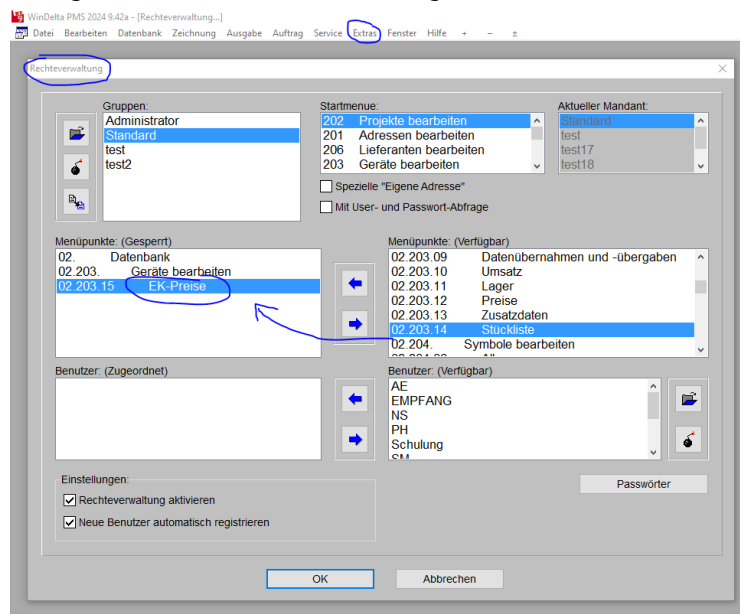 WinDelta PMS 2024 9,42a - [Rechteverwaltung...]
Datei Bearbeiten Datenbank Zeichnung Ausgabe Auftrag Service Extras Fenster Hilfe + - ±
Rechteverwaltung
Gruppen:
Administrator
Standard
test
test2
Startmenue:
202 Projekte bearbeiten
201 Adressen bearbeiten
206 Lieferanten bearbeiten
203 Geräte bearbeiten
Aktueller Mandant:
Standard
test
test17
test18
Spezielle "Eigene Adresse"
Mit User- und Passwort-Abfrage
Menüpunkte: (Gesperrt)
02. Datenbank
02.203. Geräte bearbeiten
02.203.15 EK-Preise
Menüpunkte: (Verfügbar)
02.203.09 Datenübernahmen und -übergaben
02.203.10 Umsatz
02.203.11 Lager
02.203.12 Preise
02.203.13 Zusatzdaten
02.203.14 Stückliste
02.204. Symbole bearbeiten
Benutzer: (Zugeordnet)
Benutzer: (Verfügbar)
AE
EMPFANG
NS
PH
Schulung
SM
Einstellungen:
Rechteverwaltung aktivieren
Neue Benutzer automatisch registrieren
Passwörter
OK
Abbrechen